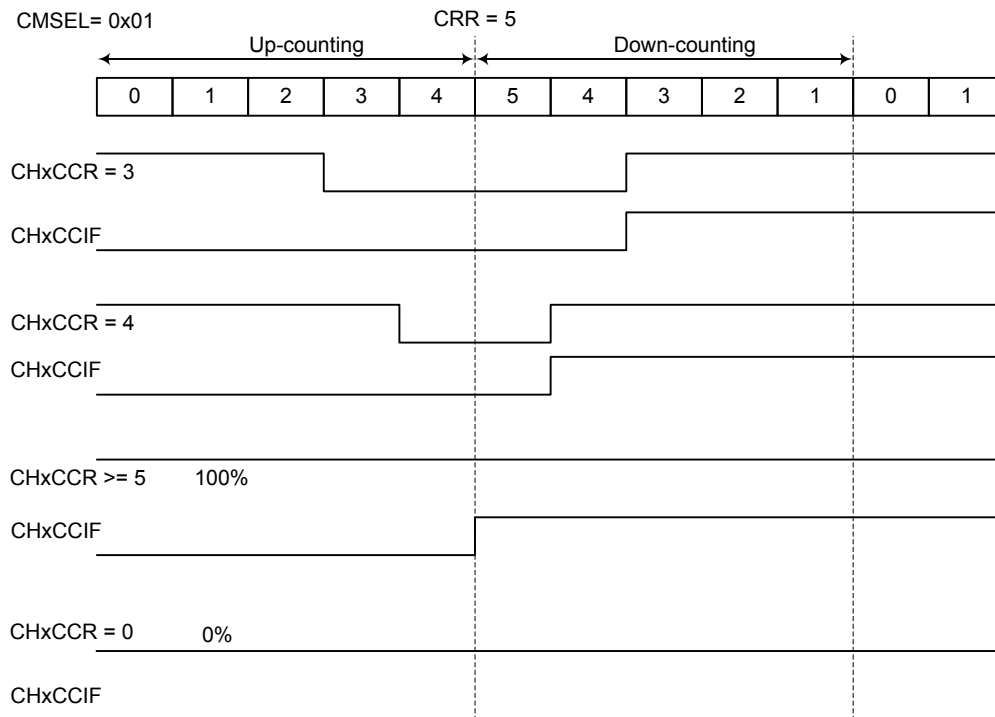 CMSEL= 0x01 CRR = 5
Up-counting Down-counting
0 1 2 3 4 5 4 3 2 1 0 1
CHxCCR = 3
CHxCCIF
CHxCCR = 4
CHxCCIF
CHxCCR >= 5 100%
CHxCCIF
CHxCCR = 0 0%
CHxCCIF